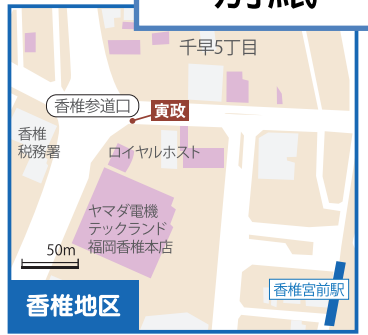 千早5丁目
香椎参道口
寅政
香椎
税務署
ロイヤルホスト
ヤマダ電機
テックランド
福岡香椎本店
50m
香椎宮前駅
香椎地区